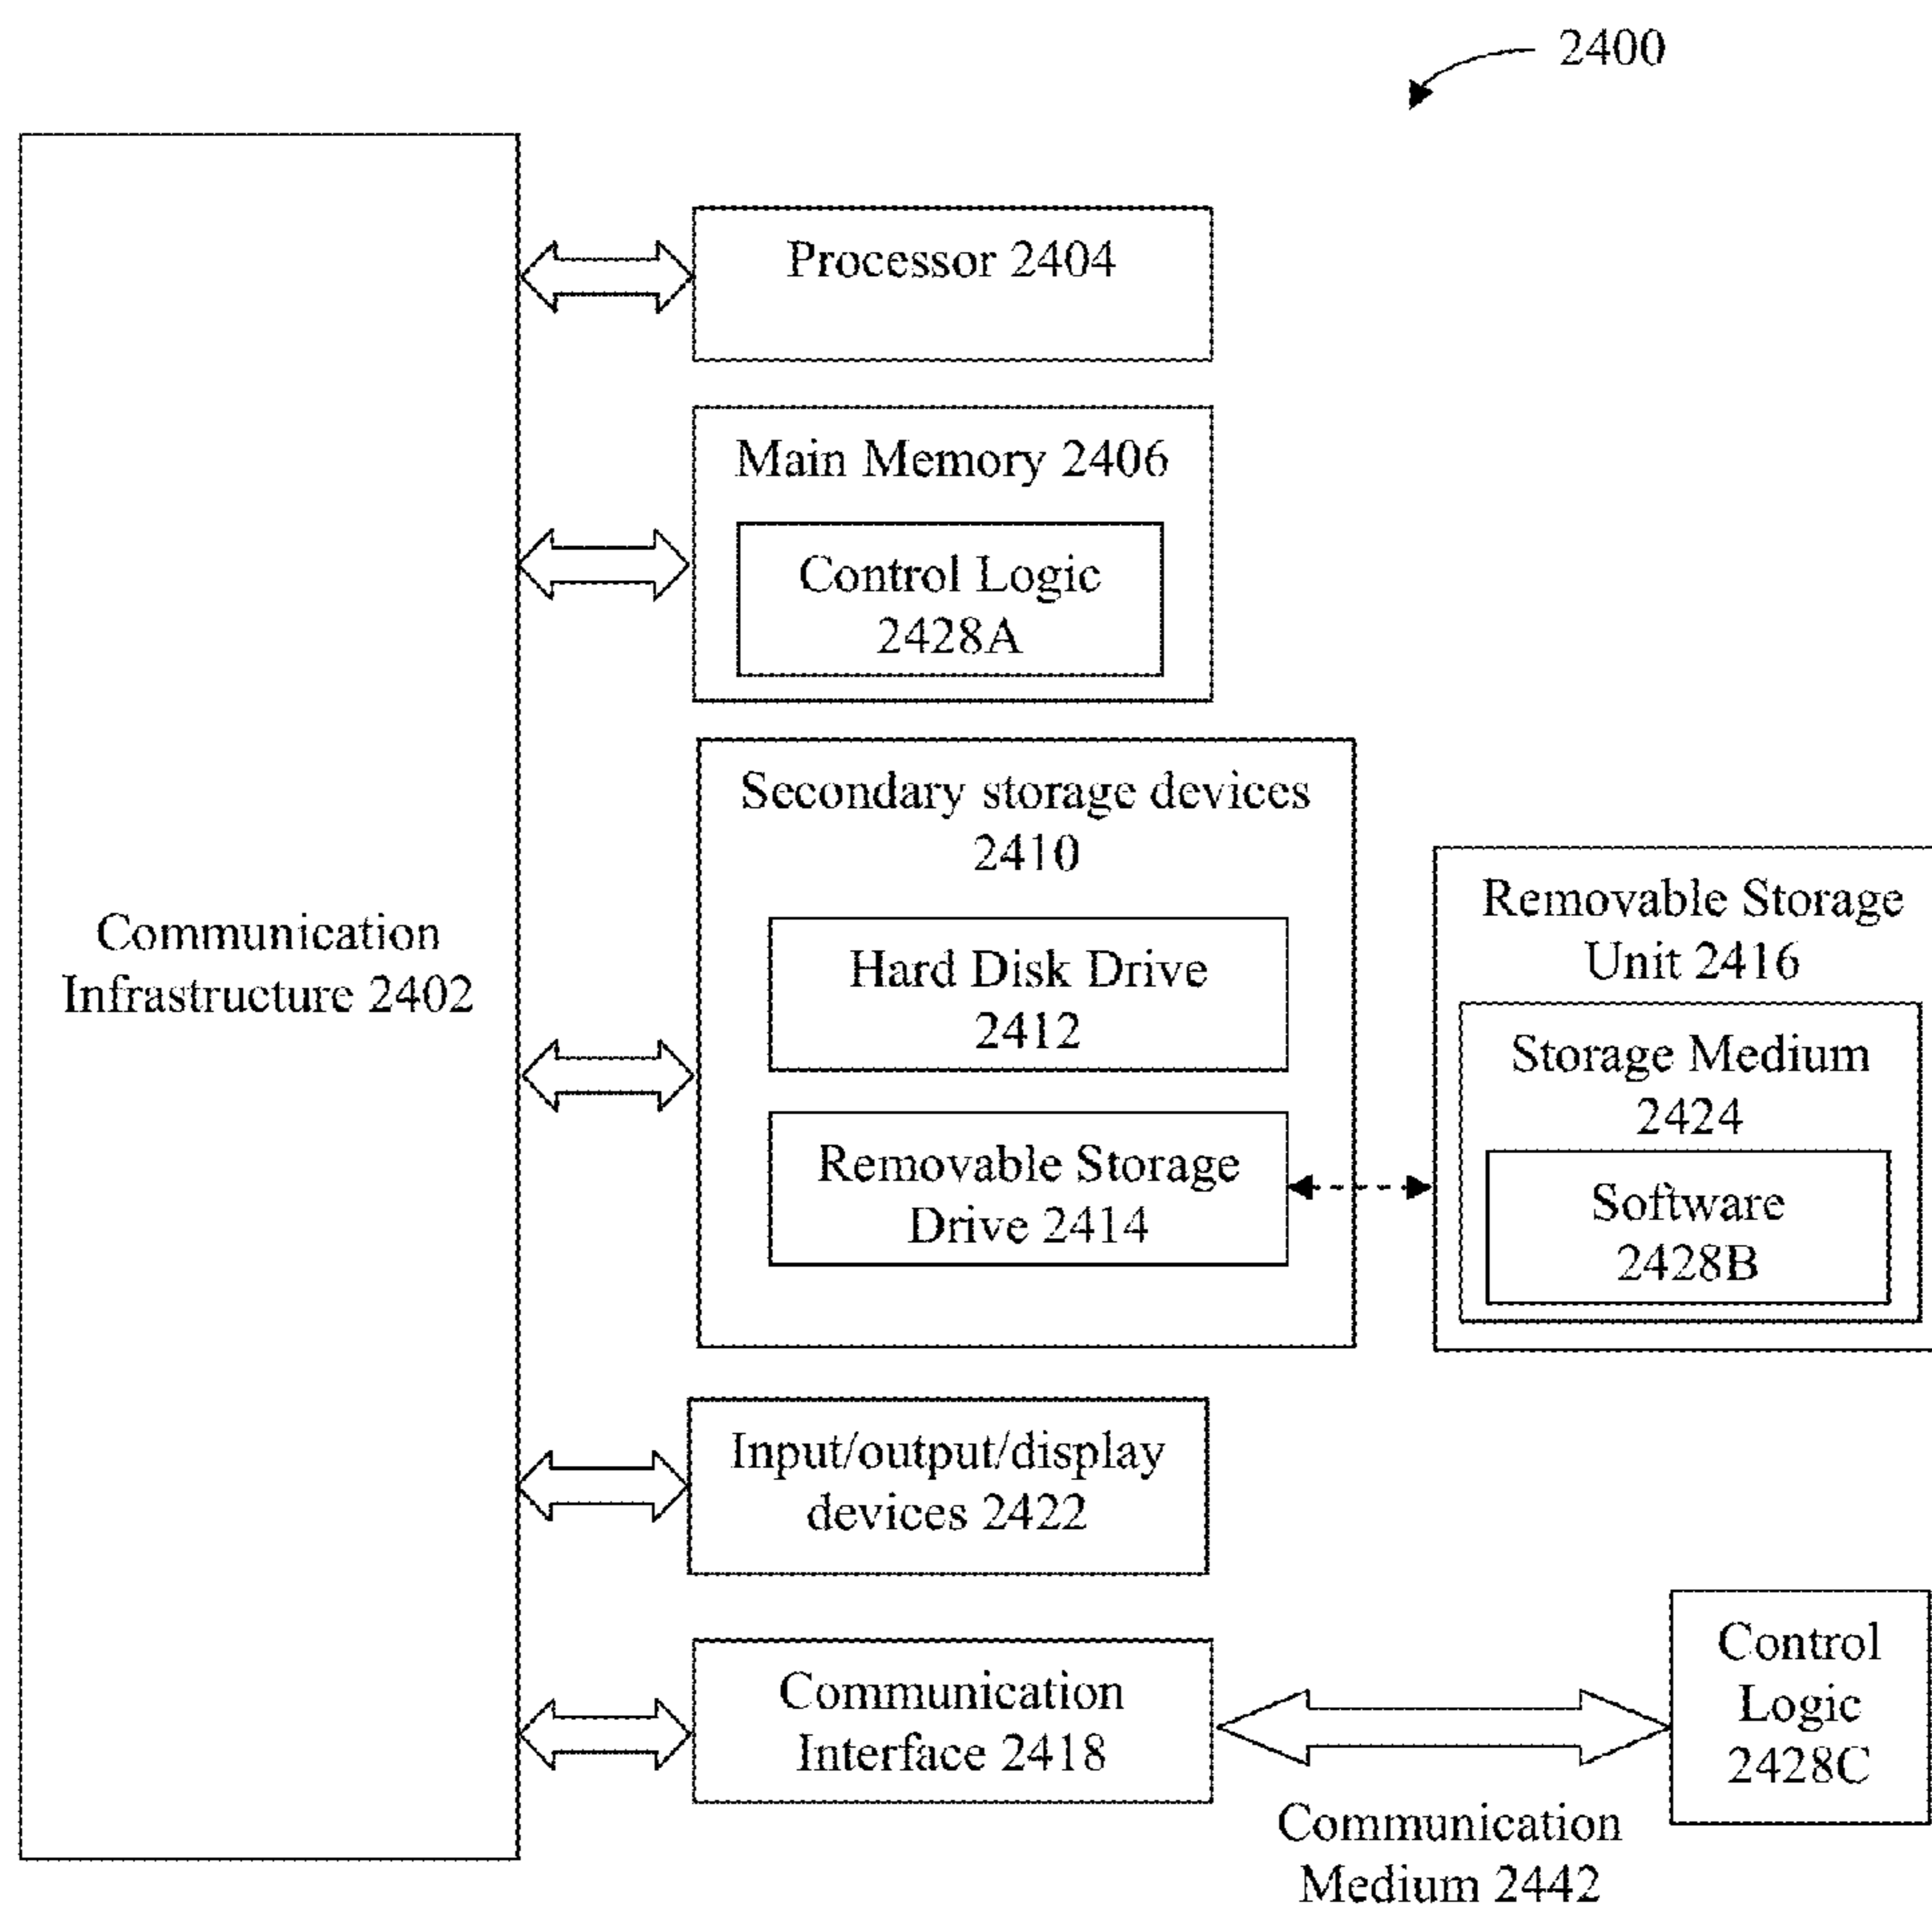 2400
Processor 2404
Main Memory 2406
Control Logic
2428A
Secondary storage devices
2410
Hard Disk Drive
2412
Removable Storage
Drive 2414
Removable Storage
Unit 2416
Storage Medium
2424
Software
2428B
Communication
Infrastructure 2402
Input/output/display
devices 2422
Communication
Interface 2418
Control
Logic
2428C
Communication
Medium 2442